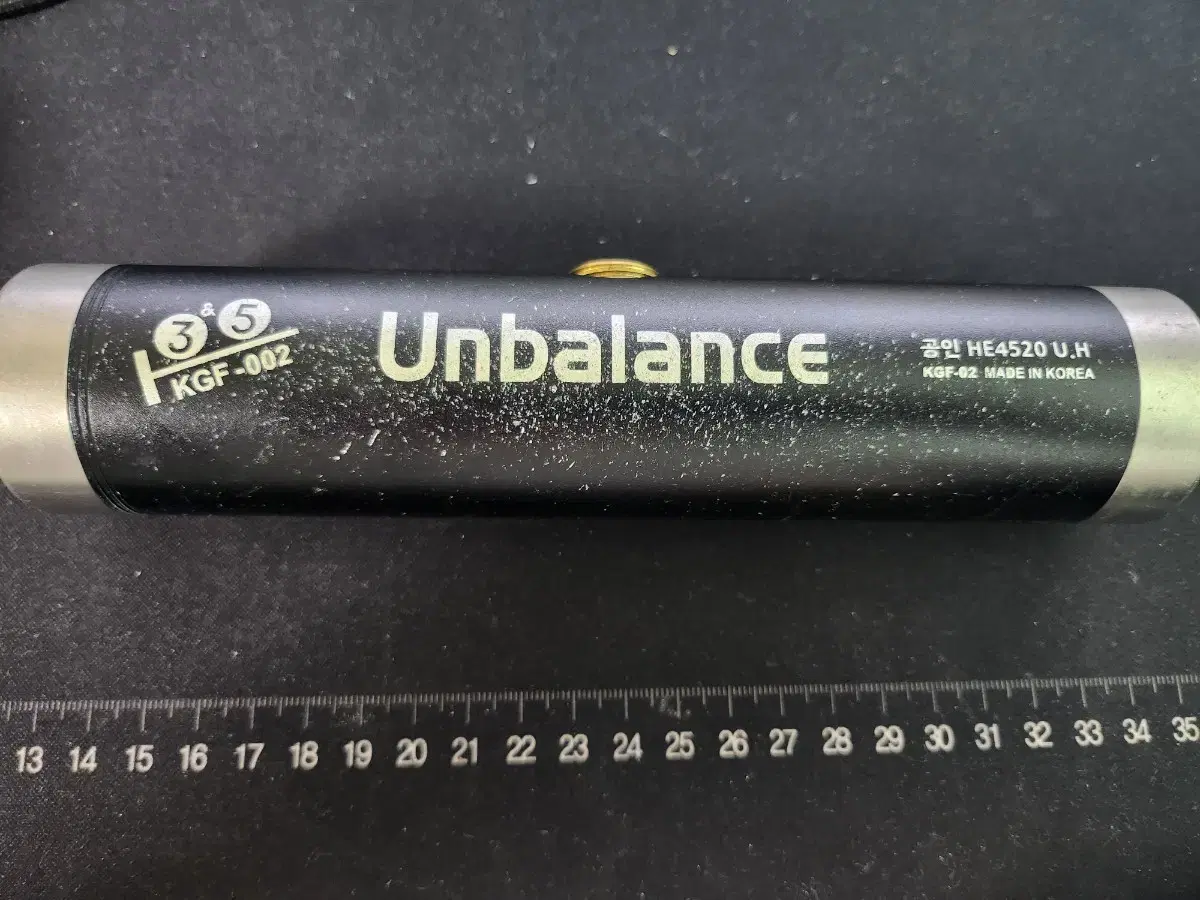 3 & 5
KGF-002
Unbalance
공인 HE4520 U.H
KGF-02 MADE IN KOREA
13 14 15 16 17 18 19 20 21 22 23 24 25 26 27 28 29 30 31 32 33 34 35